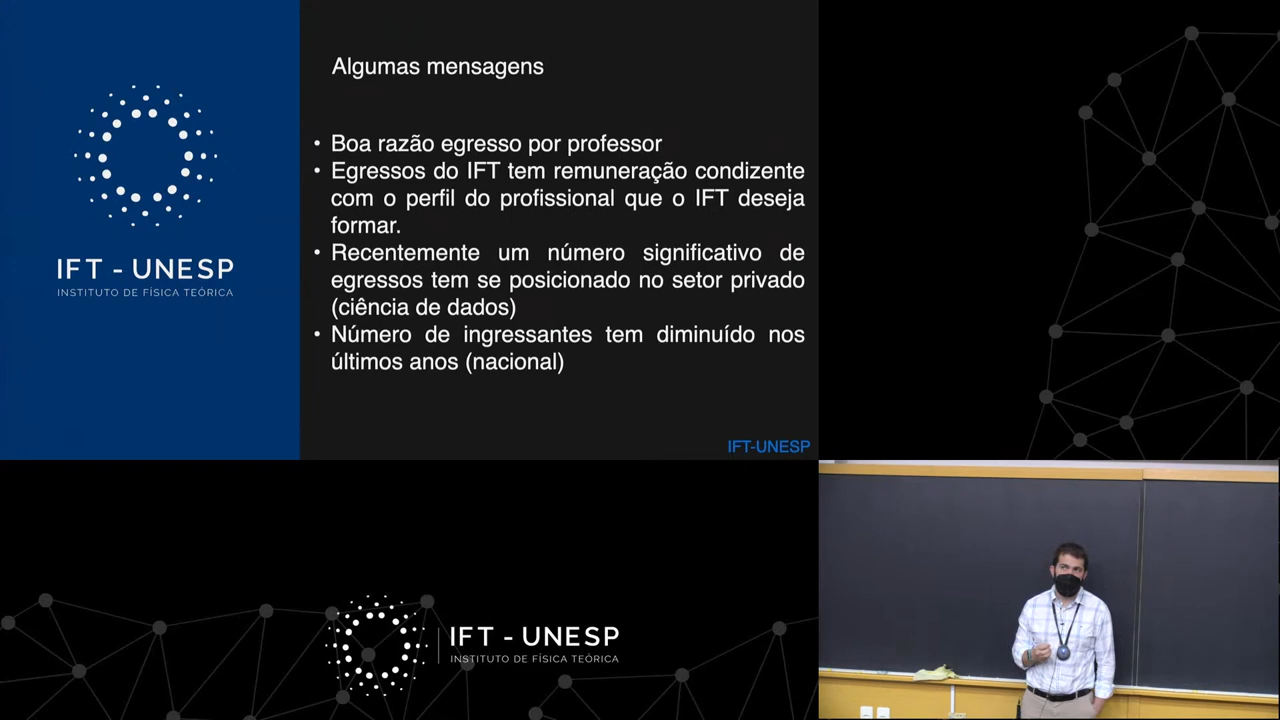 Algumas mensagens
• Boa razão egresso por professor
• Egressos do IFT tem remuneração condizente
com o perfil do profissional que o IFT deseja
formar.
• Recentemente um número significativo de
egressos tem se posicionado no setor privado
(ciência de dados)
• Número de ingressantes tem diminuído nos
últimos anos (nacional)
IFT - UNESP
INSTITUTO DE FÍSICA TEÓRICA
IFT-UNESP
IFT - UNESP
INSTITUTO DE FÍSICA TEÓRICA